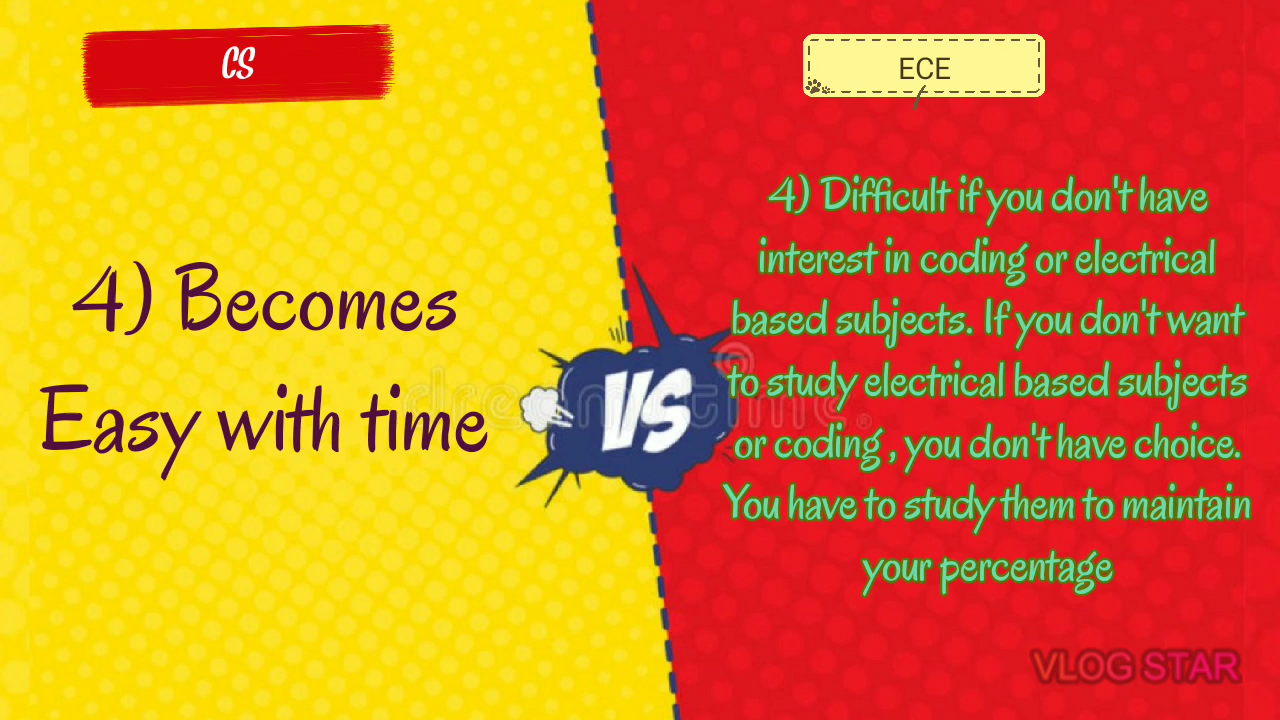 CS
4) Becomes
Easy with time
VS
dreamstime.
ECE
4) Difficult if you don't have
interest in coding or electrical
based subjects. If you don't want
to study electrical based subjects
or coding , you don't have choice.
You have to study them to maintain
your percentage
VLOG STAR